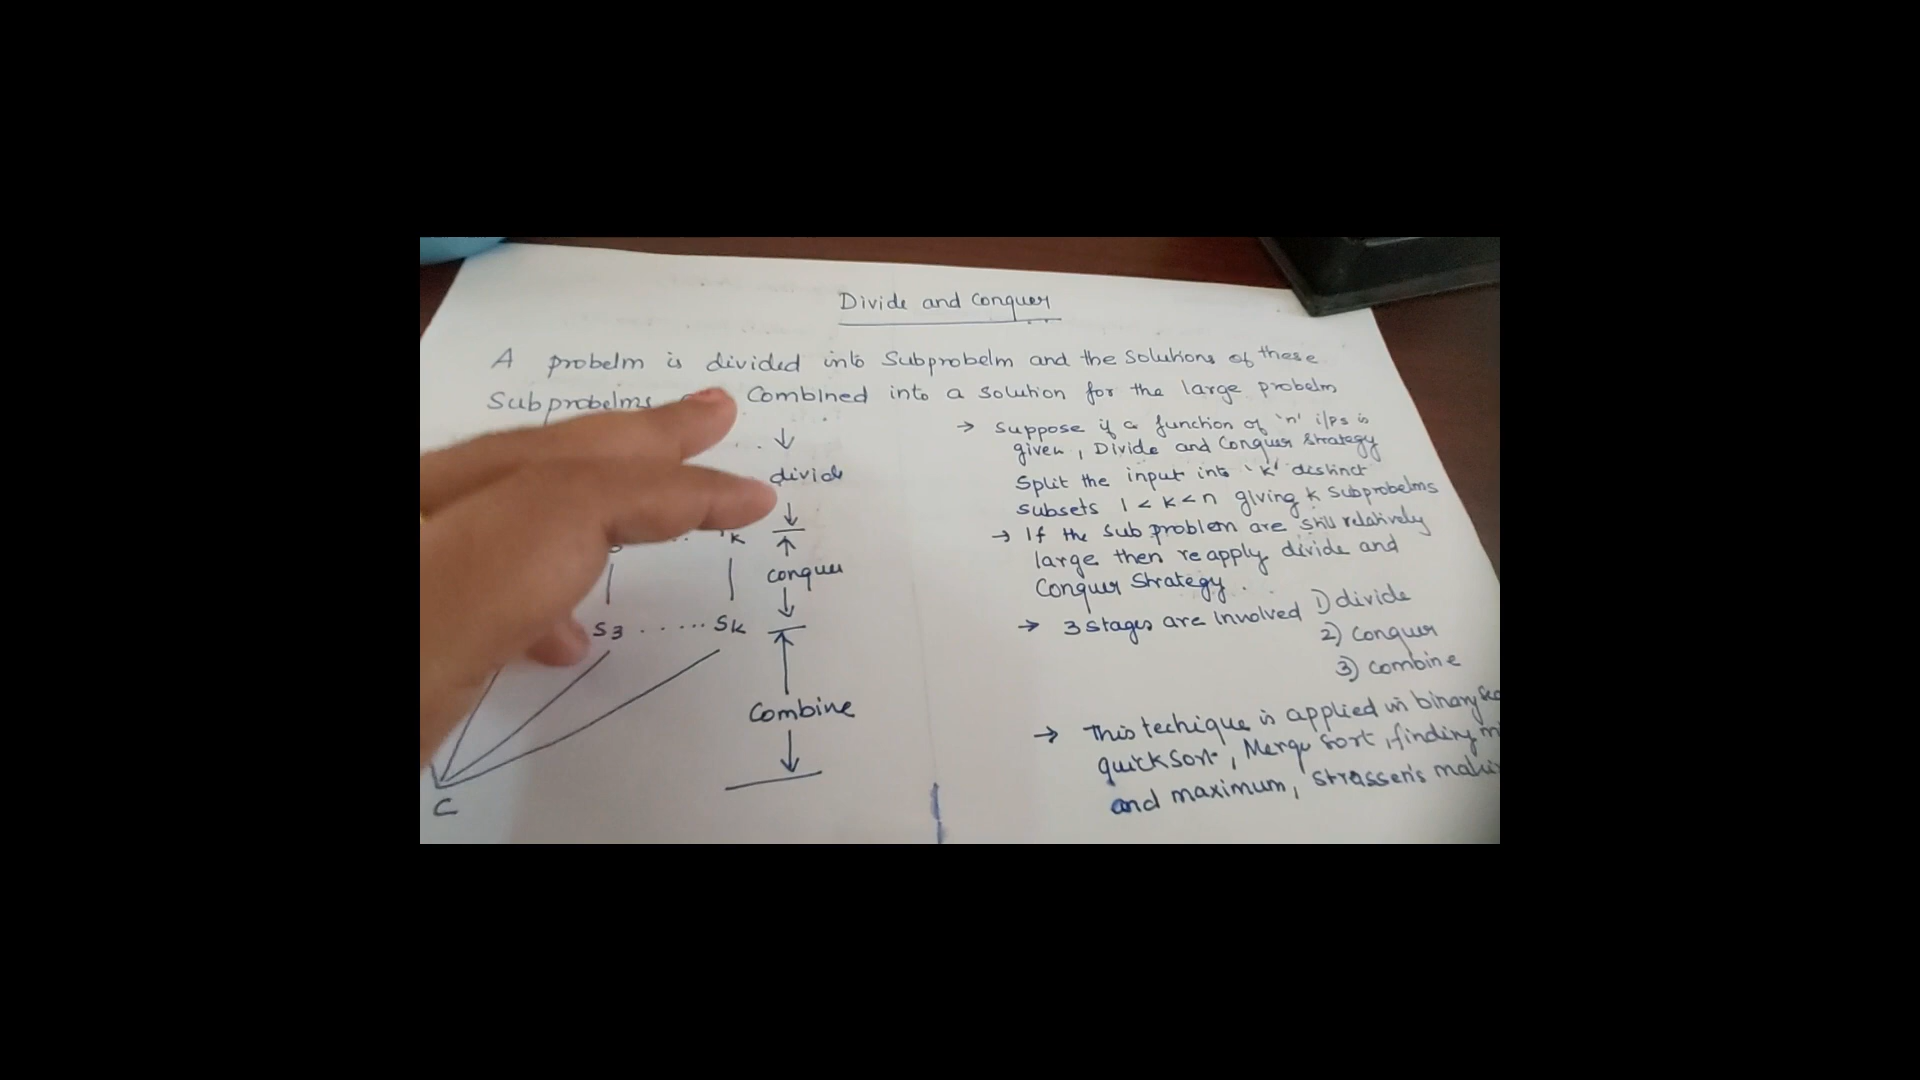 Divide and Conquer
A probelm is divided into Subprobelm and the solutions of these
Subprobelms Combined into a solution for the large probelm
divide
K
conquer
S3 ...... SK
Combine
C
→ Suppose if a function of 'n' i/ps is
given, Divide and Conquer strategy
Split the input into 'k' distinct
subsets 1 < k < n giving k Subprobelms
→ If the sub problem are still relatively
large then reapply divide and
Conquer Strategy.
→ 3 stages are involved 1) divide
2) Conquer
3) Combine
→ This techique is applied in binary
quick sort, Merge sort, finding
and maximum, strassen's